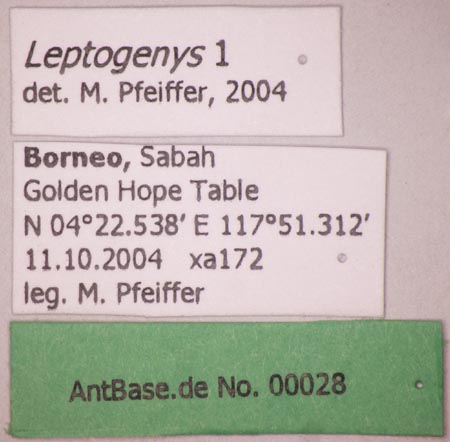 Leptogenys 1
det. M. Pfeiffer, 2004
Borneo, Sabah
Golden Hope Table
N 04°22.538’ E 117°51.312’
11.10.2004 xa172
leg. M. Pfeiffer
AntBase.de No. 00028